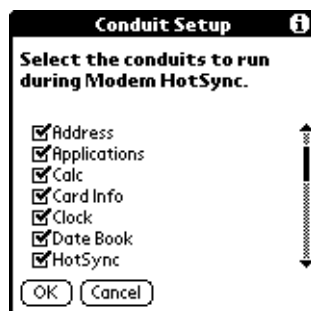 Conduit Setup
Select the conduits to run
during Modem HotSync.
Address
Applications
Calc
Card Info
Clock
Date Book
HotSync
OK Cancel